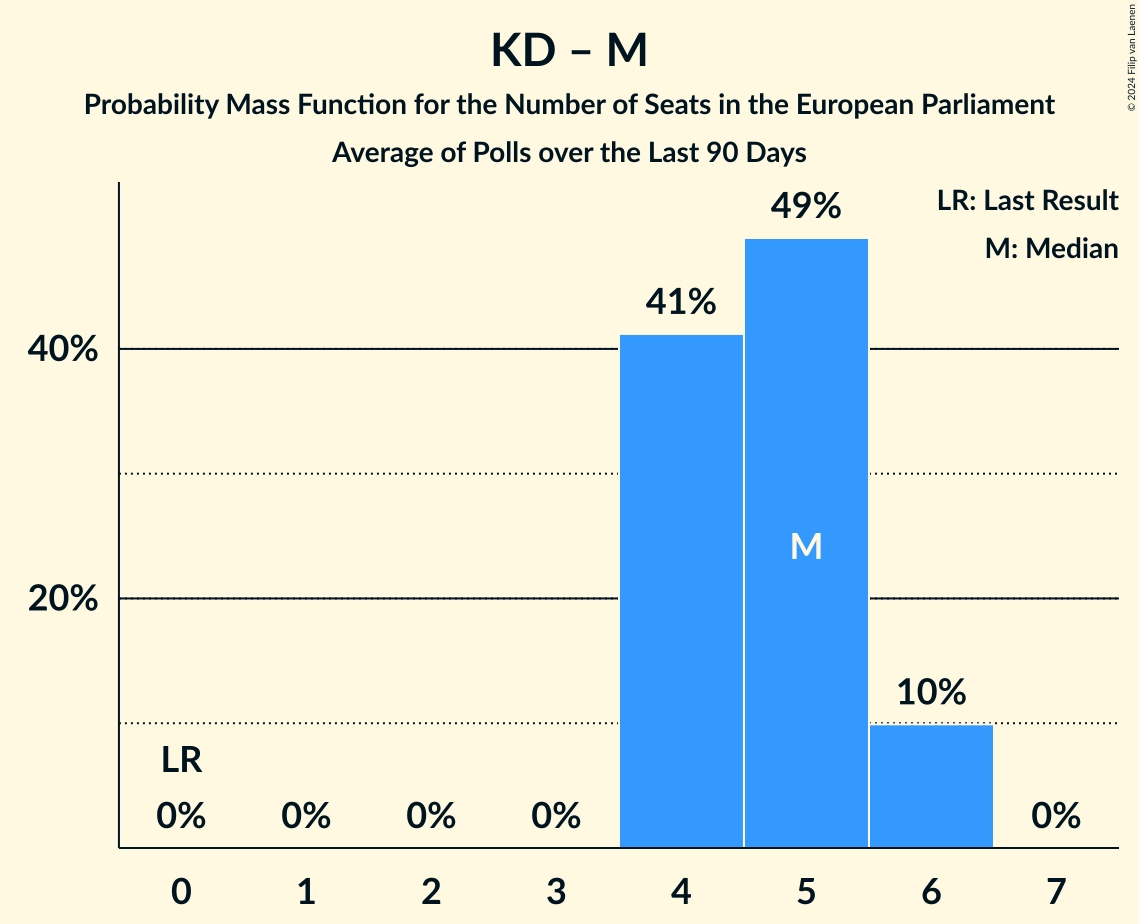 KD – M
Probability Mass Function for the Number of Seats in the European Parliament
Average of Polls over the Last 90 Days
© 2024 Filip van Laenen
LR: Last Result
M: Median
49%
41%
40%
M
20%
10%
LR
0% 0% 0% 0% 0%
0 1 2 3 4 5 6 7